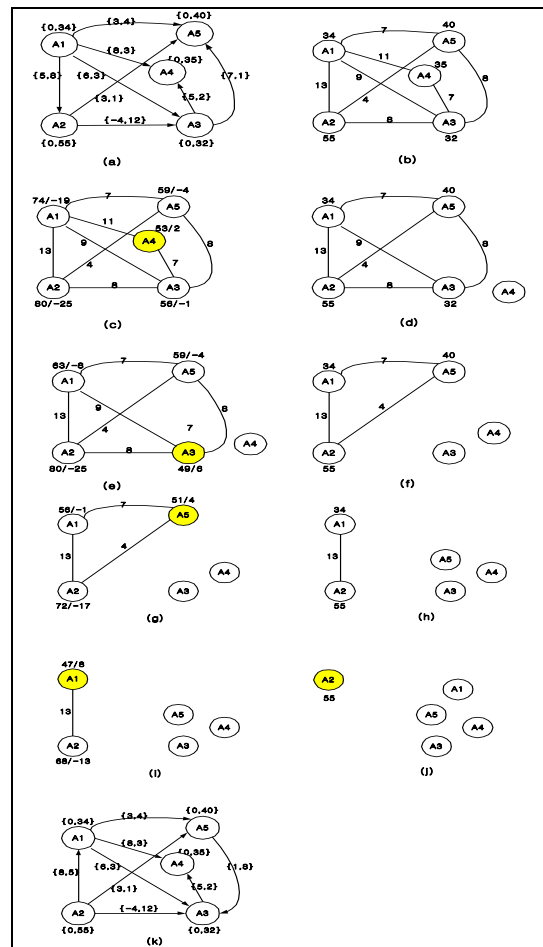 {0,34} {3,4} {0,40}
A1 A5
{8,3} {0,35}
A4
{5,8} {6,3} {7,1}
{3,1} {5,2}
A2 {-4,12} A3
{0,55} {0,32}
(a)
34 7 40
A1 A5
11 35
A4
13 9 8
4 7
A2 8 A3
55 32
(b)
74/-19 7 59/-4
A1 A5
11 53/2
A4
13 9 8
4 7
A2 8 A3
80/-25 56/-1
(c)
34 7 40
A1 A5
13 9 8
4
A2 8 A3 A4
55 32
(d)
63/-8 7 59/-4
A1 A5
13 9 7 8
4
A2 8 A3 A4
80/-25 49/6
(e)
34 7 40
A1 A5
13 4
A4
A2 A3
55
(f)
56/-1 7 51/4
A1 A5
13 4
A4
A2 A3
72/-17
(g)
34
A1
13 A5
A4
A2 A3
55
(h)
47/8
A1
13 A5
A4
A2 A3
68/-13
(i)
A2 A1
55
A5
A4
A3
(j)
{0,34} {3,4} {0,40}
A1 A5
{8,3} {0,35}
A4
{8,5} {6,3} {1,8}
{3,1} {5,2}
A2 {-4,12} A3
{0,55} {0,32}
(k)